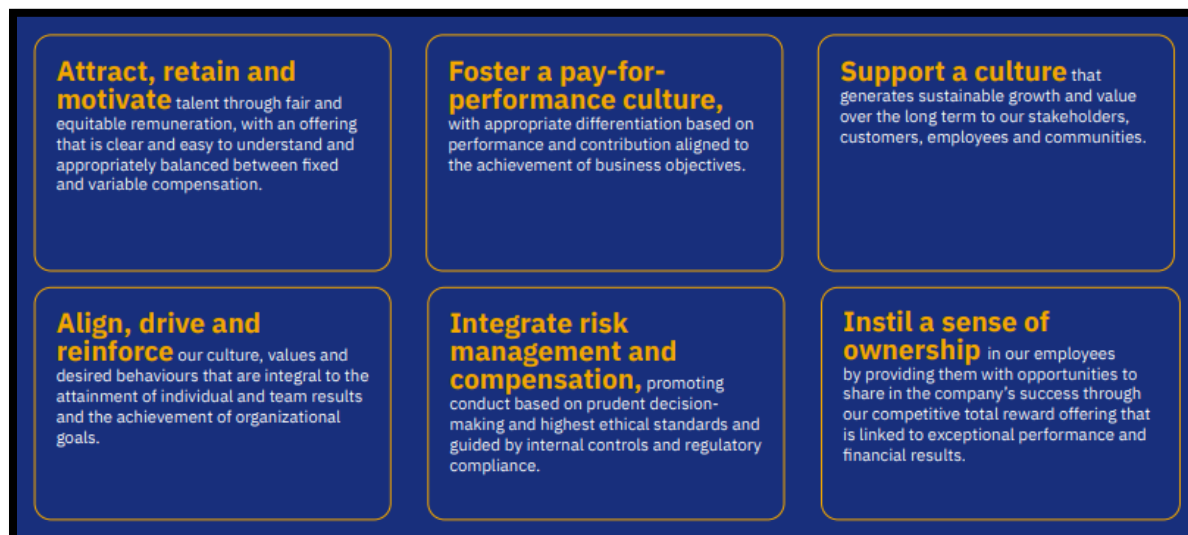 Attract, retain and
motivate talent through fair and
equitable remuneration, with an offering
that is clear and easy to understand and
appropriately balanced between fixed
and variable compensation.
Foster a pay-for-
performance culture,
with appropriate differentiation based on
performance and contribution aligned to
the achievement of business objectives.
Support a culture that
generates sustainable growth and value
over the long term to our stakeholders,
customers, employees and communities.
Align, drive and
reinforce our culture, values and
desired behaviours that are integral to the
attainment of individual and team results
and the achievement of organizational
goals.
Integrate risk
management and
compensation, promoting
conduct based on prudent decision-
making and highest ethical standards and
guided by internal controls and regulatory
compliance.
Instil a sense of
ownership in our employees
by providing them with opportunities to
share in the company's success through
our competitive total reward offering that
is linked to exceptional performance and
financial results.